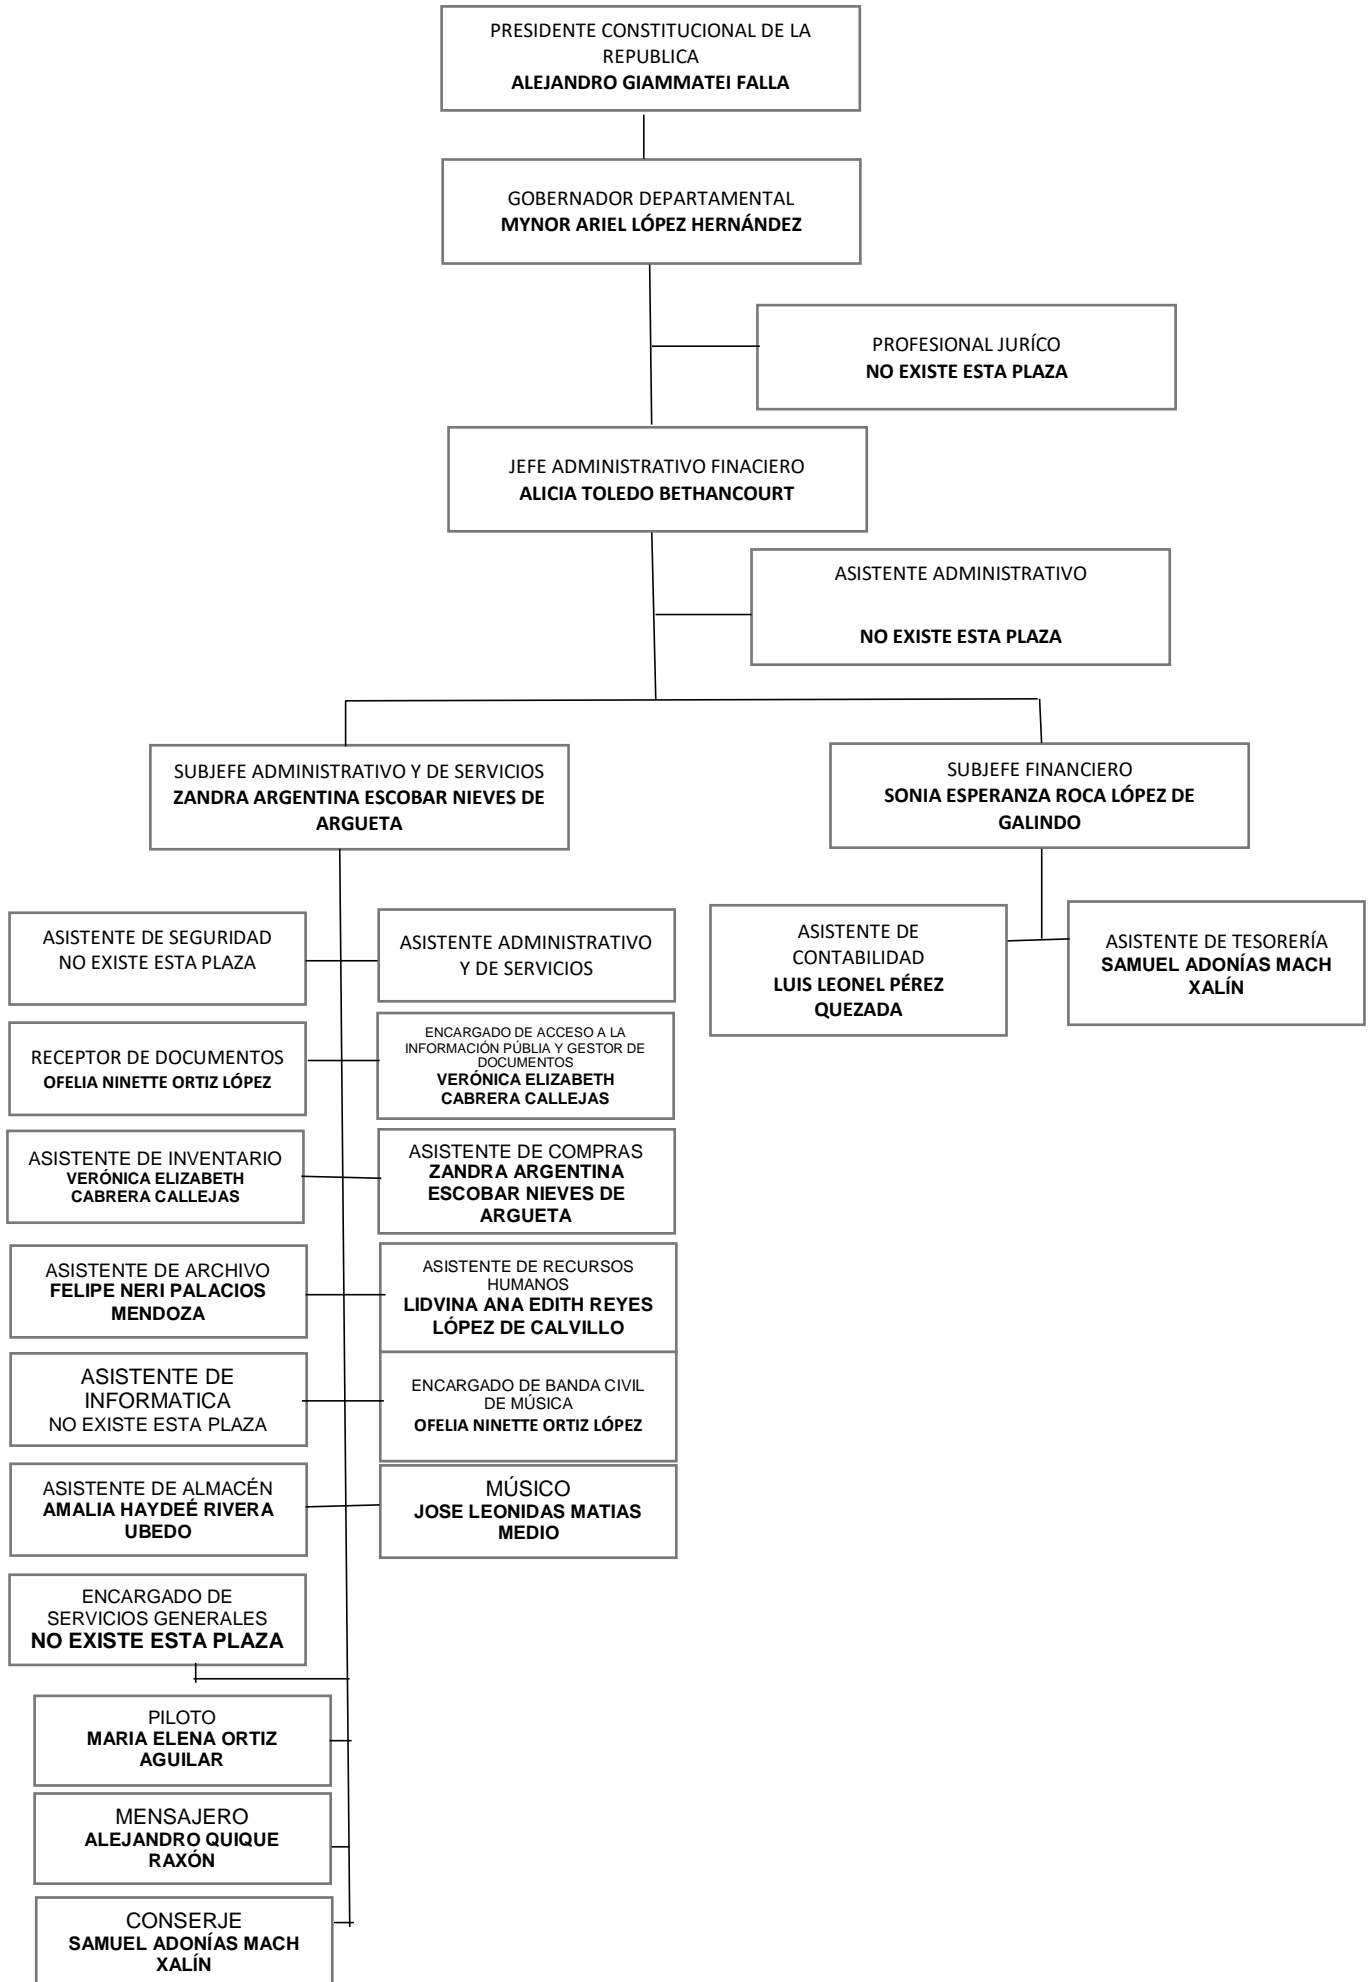 PRESIDENTE CONSTITUCIONAL DE LA
REPUBLICA
ALEJANDRO GIAMMATEI FALLA
GOBERNADOR DEPARTAMENTAL
MYNOR ARIEL LÓPEZ HERNÁNDEZ
PROFESIONAL JURÍCO
NO EXISTE ESTA PLAZA
JEFE ADMINISTRATIVO FINACIERO
ALICIA TOLEDO BETHANCOURT
ASISTENTE ADMINISTRATIVO
NO EXISTE ESTA PLAZA
SUBJEFE ADMINISTRATIVO Y DE SERVICIOS
ZANDRA ARGENTINA ESCOBAR NIEVES DE
ARGUETA
SUBJEFE FINANCIERO
SONIA ESPERANZA ROCA LÓPEZ DE
GALINDO
ASISTENTE DE SEGURIDAD
NO EXISTE ESTA PLAZA
ASISTENTE ADMINISTRATIVO
Y DE SERVICIOS
ASISTENTE DE
CONTABILIDAD
LUIS LEONEL PÉREZ
QUEZADA
ASISTENTE DE TESORERÍA
SAMUEL ADONÍAS MACH
XALÍN
RECEPTOR DE DOCUMENTOS
OFELIA NINETTE ORTIZ LÓPEZ
ENCARGADO DE ACCESO A LA
INFORMACIÓN PÚBLIA Y GESTOR DE
DOCUMENTOS
VERÓNICA ELIZABETH
CABRERA CALLEJAS
ASISTENTE DE INVENTARIO
VERÓNICA ELIZABETH
CABRERA CALLEJAS
ASISTENTE DE COMPRAS
ZANDRA ARGENTINA
ESCOBAR NIEVES DE
ARGUETA
ASISTENTE DE ARCHIVO
FELIPE NERI PALACIOS
MENDOZA
ASISTENTE DE RECURSOS
HUMANOS
LIDVINA ANA EDITH REYES
LÓPEZ DE CALVILLO
ASISTENTE DE
INFORMATICA
NO EXISTE ESTA PLAZA
ENCARGADO DE BANDA CIVIL
DE MÚSICA
OFELIA NINETTE ORTIZ LÓPEZ
ASISTENTE DE ALMACÉN
AMALIA HAYDEÉ RIVERA
UBEDO
MÚSICO
JOSE LEONIDAS MATIAS
MEDIO
ENCARGADO DE
SERVICIOS GENERALES
NO EXISTE ESTA PLAZA
PILOTO
MARIA ELENA ORTIZ
AGUILAR
MENSAJERO
ALEJANDRO QUIQUE
RAXÓN
CONSERJE
SAMUEL ADONÍAS MACH
XALÍN